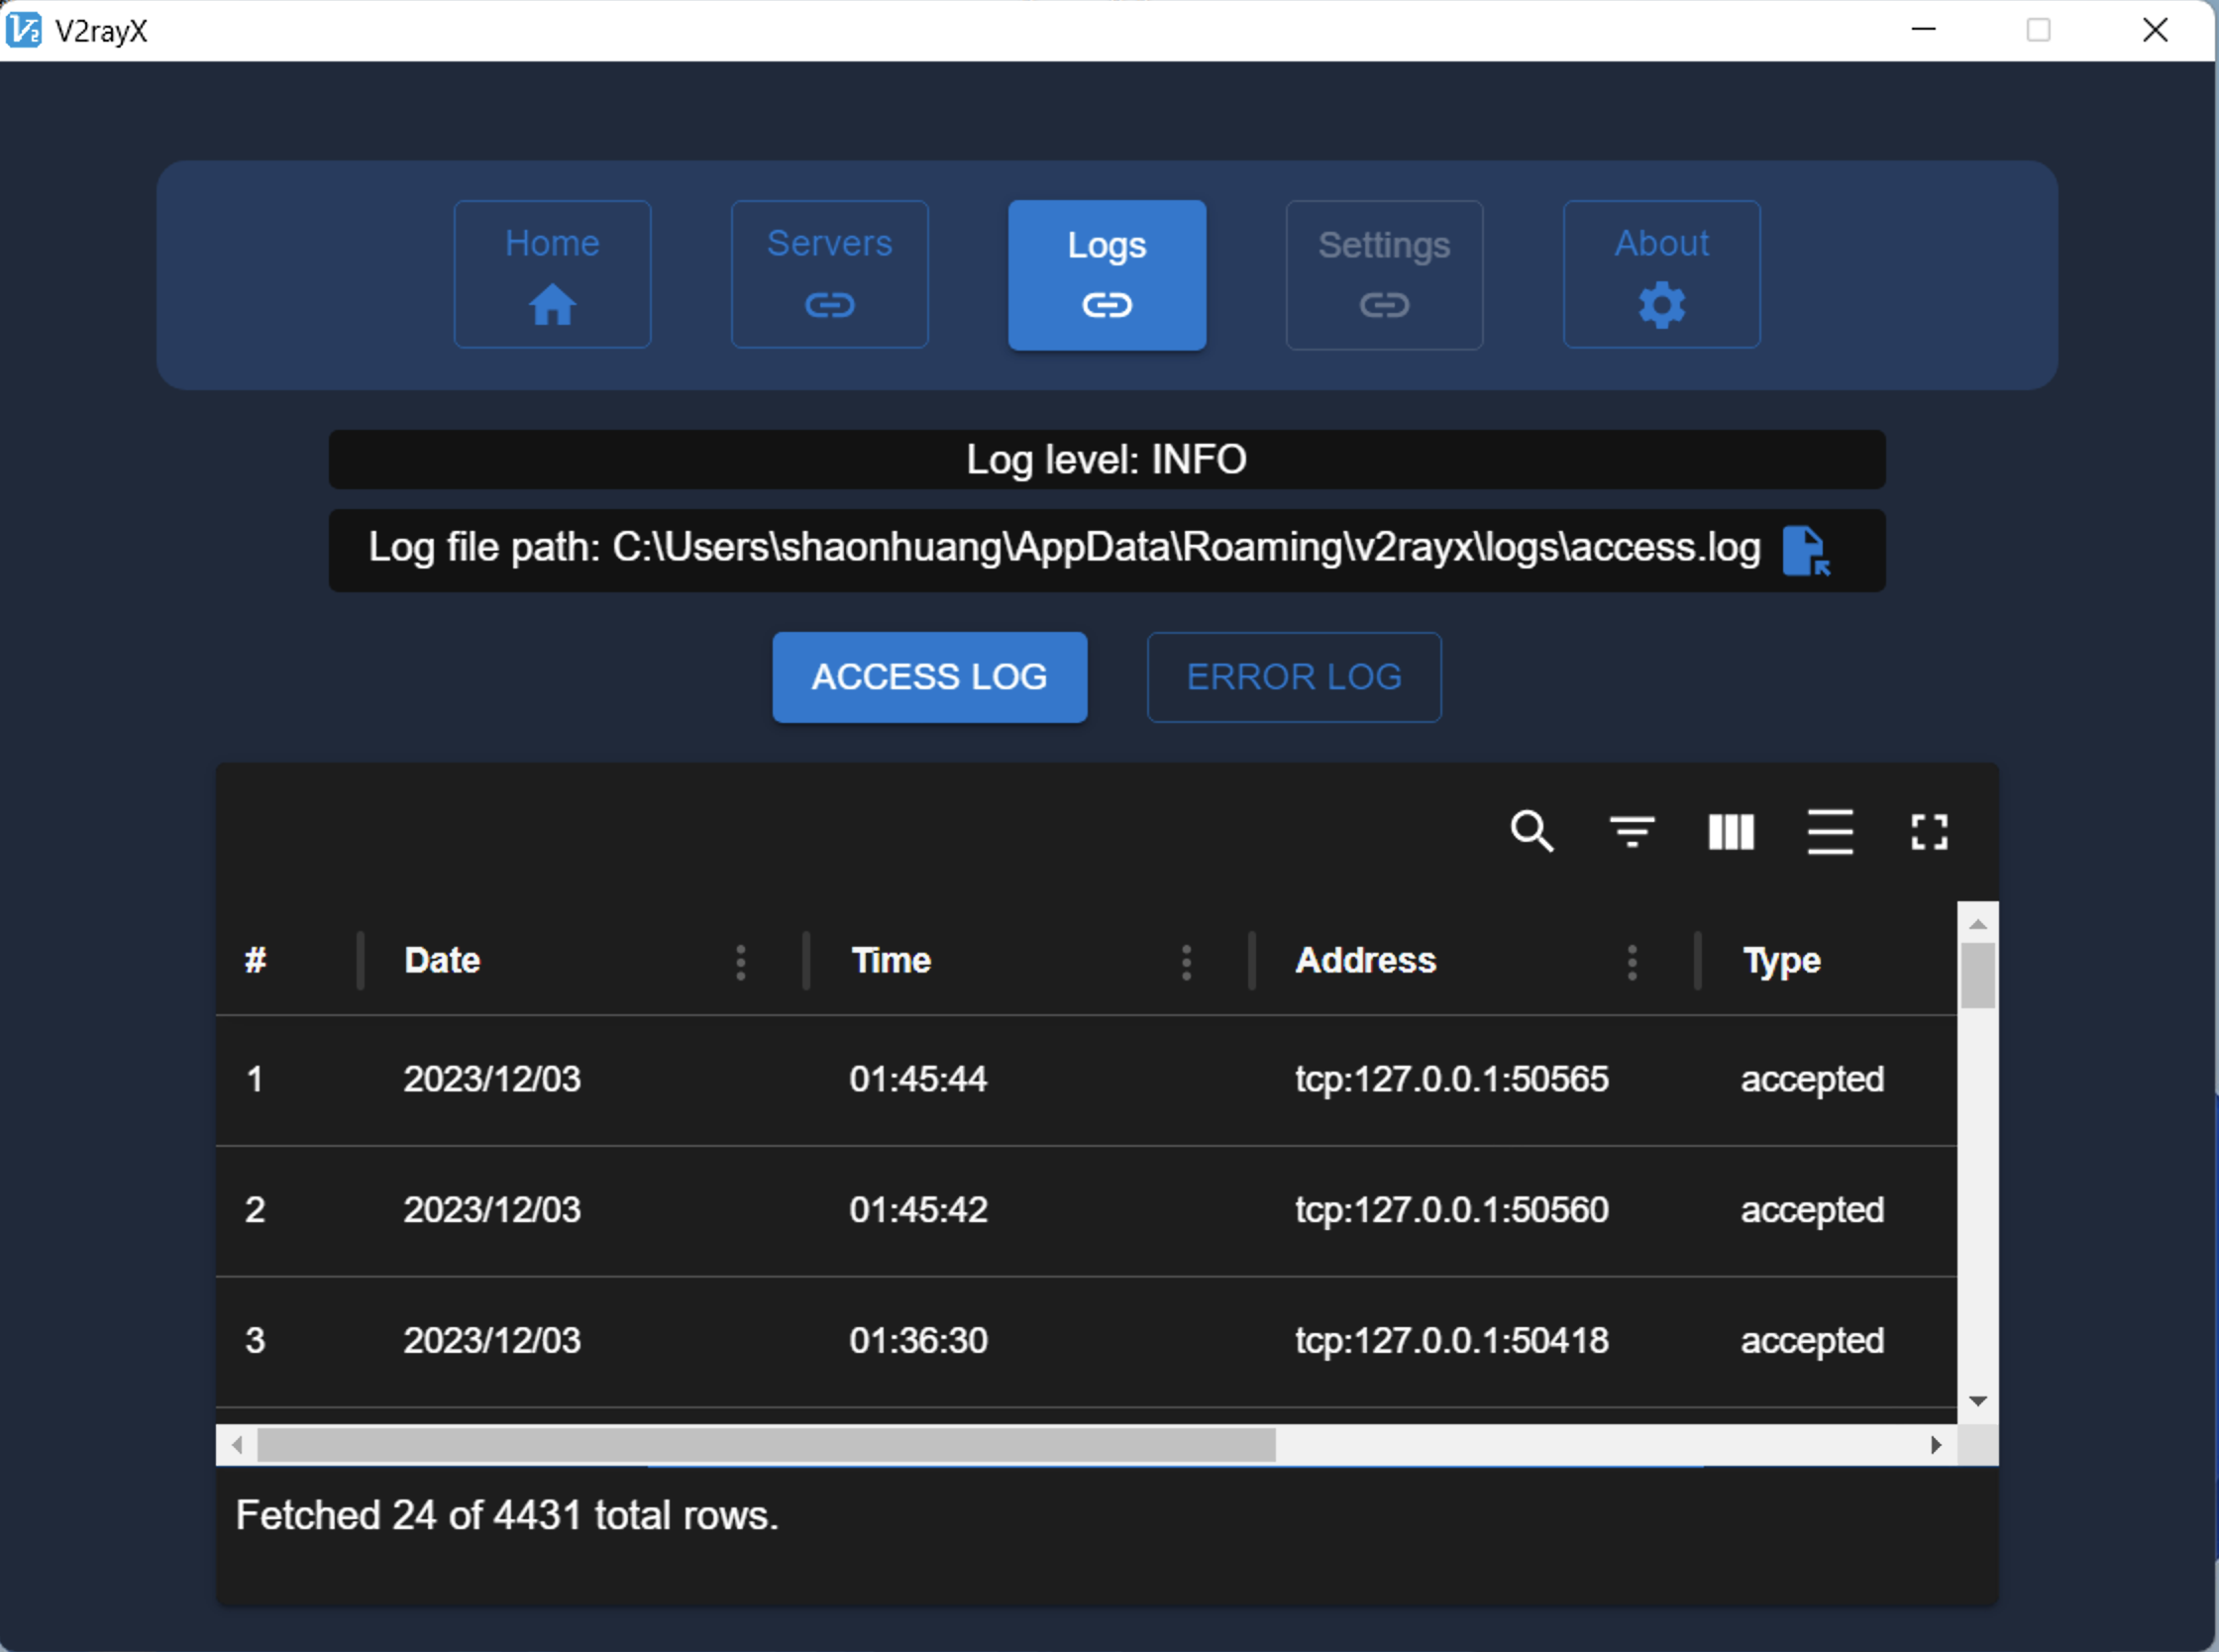 V2rayX
Home Servers Logs Settings About
Log level: INFO
Log file path: C:\Users\shaonhuang\AppData\Roaming\v2rayx\logs\access.log
ACCESS LOG ERROR LOG
# Date Time Address Type
1 2023/12/03 01:45:44 tcp:127.0.0.1:50565 accepted
2 2023/12/03 01:45:42 tcp:127.0.0.1:50560 accepted
3 2023/12/03 01:36:30 tcp:127.0.0.1:50418 accepted
Fetched 24 of 4431 total rows.